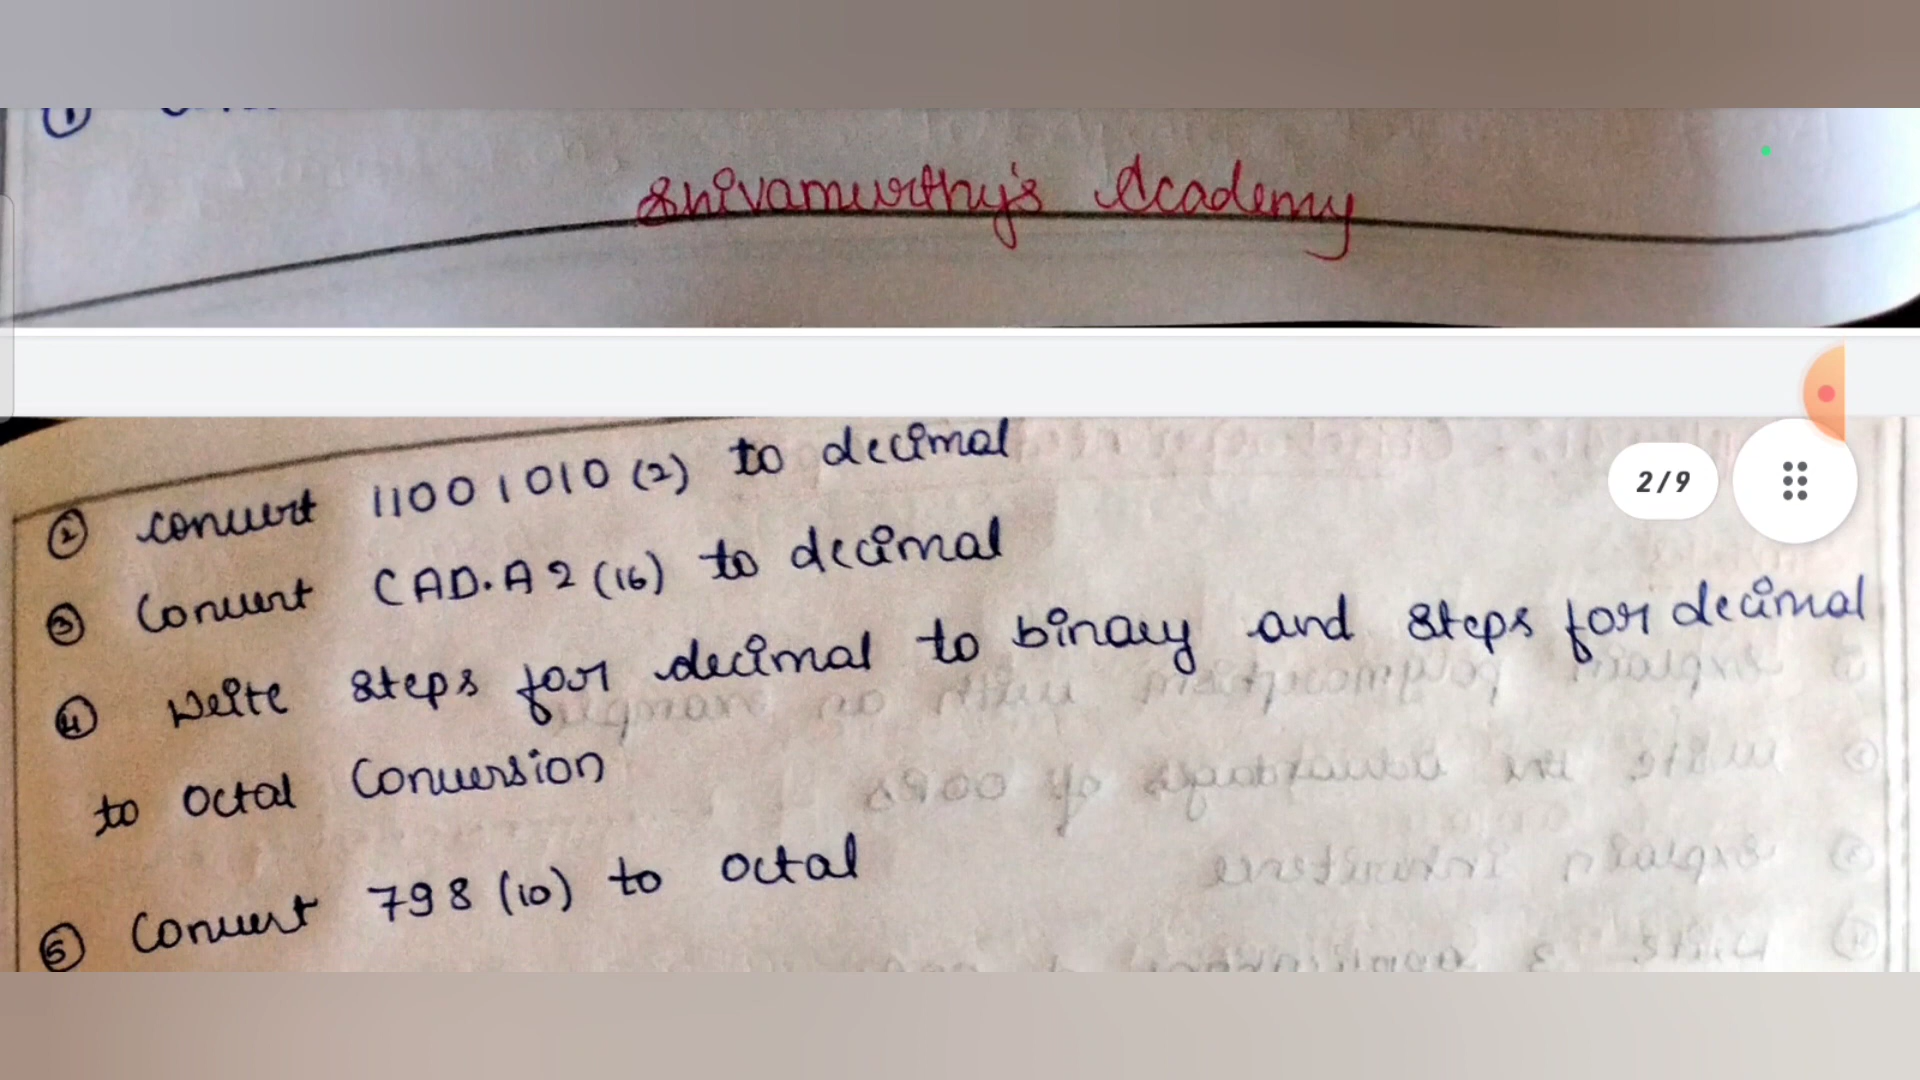 ①
Shivamurthy's Academy
2/9
② convert 11001010 (2) to decimal
③ Convert CAD.A2 (16) to decimal
④ Write steps for decimal to binary and steps for decimal
to octal Conversion
⑤ Convert 798 (10) to octal